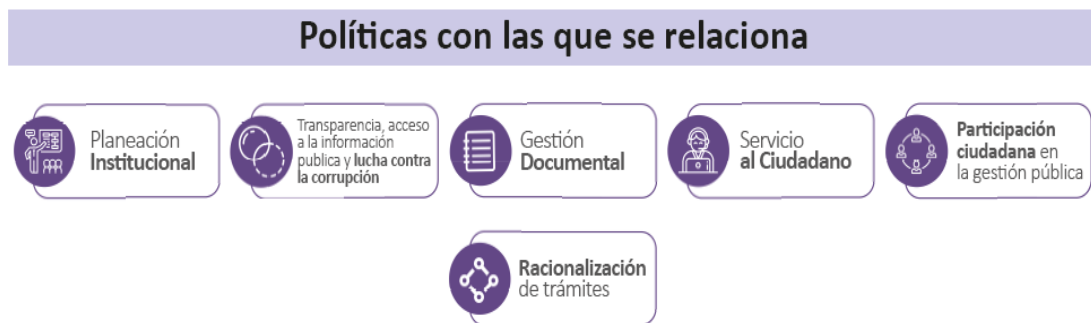 Políticas con las que se relaciona
Planeación
Institucional
Transparencia, acceso
a la información
publica y lucha contra
la corrupción
Gestión
Documental
Servicio
al Ciudadano
Participación
ciudadana en
la gestión pública
Racionalización
de trámites